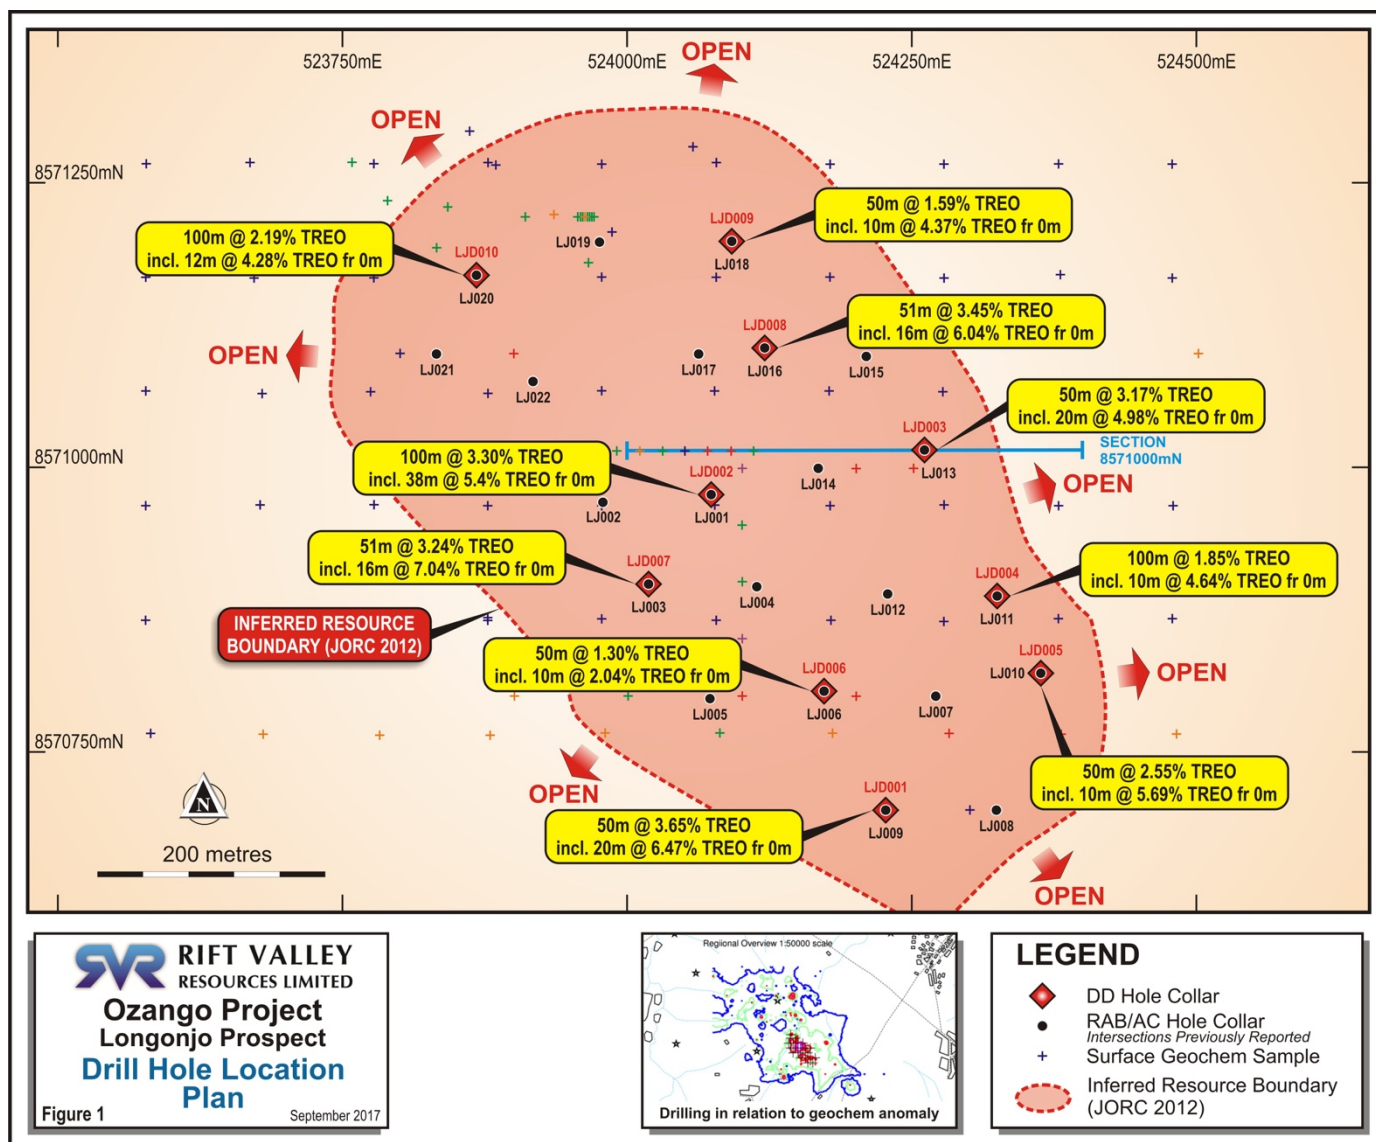 523750mE
524000mE
524250mE
524500mE
OPEN
OPEN
8571250mN
50m @ 1.59% TREO
incl. 10m @ 4.37% TREO fr 0m
LJD009
LJ018
LJ019
100m @ 2.19% TREO
incl. 12m @ 4.28% TREO fr 0m
LJD010
LJ020
51m @ 3.45% TREO
incl. 16m @ 6.04% TREO fr 0m
LJD008
LJ016
OPEN
LJ021
LJ022
LJ017
LJ015
50m @ 3.17% TREO
incl. 20m @ 4.98% TREO fr 0m
LJD003
LJ013
SECTION
8571000mN
8571000mN
100m @ 3.30% TREO
incl. 38m @ 5.4% TREO fr 0m
LJD002
LJ001
LJ014
LJ002
OPEN
51m @ 3.24% TREO
incl. 16m @ 7.04% TREO fr 0m
LJD007
LJ003
LJ004
LJ012
100m @ 1.85% TREO
incl. 10m @ 4.64% TREO fr 0m
LJD004
LJ011
INFERRED RESOURCE
BOUNDARY (JORC 2012)
50m @ 1.30% TREO
incl. 10m @ 2.04% TREO fr 0m
LJD006
LJ006
LJD005
LJ010
OPEN
LJ005
LJ007
8570750mN
50m @ 2.55% TREO
incl. 10m @ 5.69% TREO fr 0m
OPEN
N
LJD001
LJ009
LJ008
50m @ 3.65% TREO
incl. 20m @ 6.47% TREO fr 0m
200 metres
OPEN
RVR
RIFT VALLEY
RESOURCES LIMITED
Ozango Project
Longonjo Prospect
Drill Hole Location
Plan
Figure 1
September 2017
Regional Overview 1:50000 scale
Drilling in relation to geochem anomaly
LEGEND
DD Hole Collar
RAB/AC Hole Collar
Intersections Previously Reported
Surface Geochem Sample
Inferred Resource Boundary
(JORC 2012)